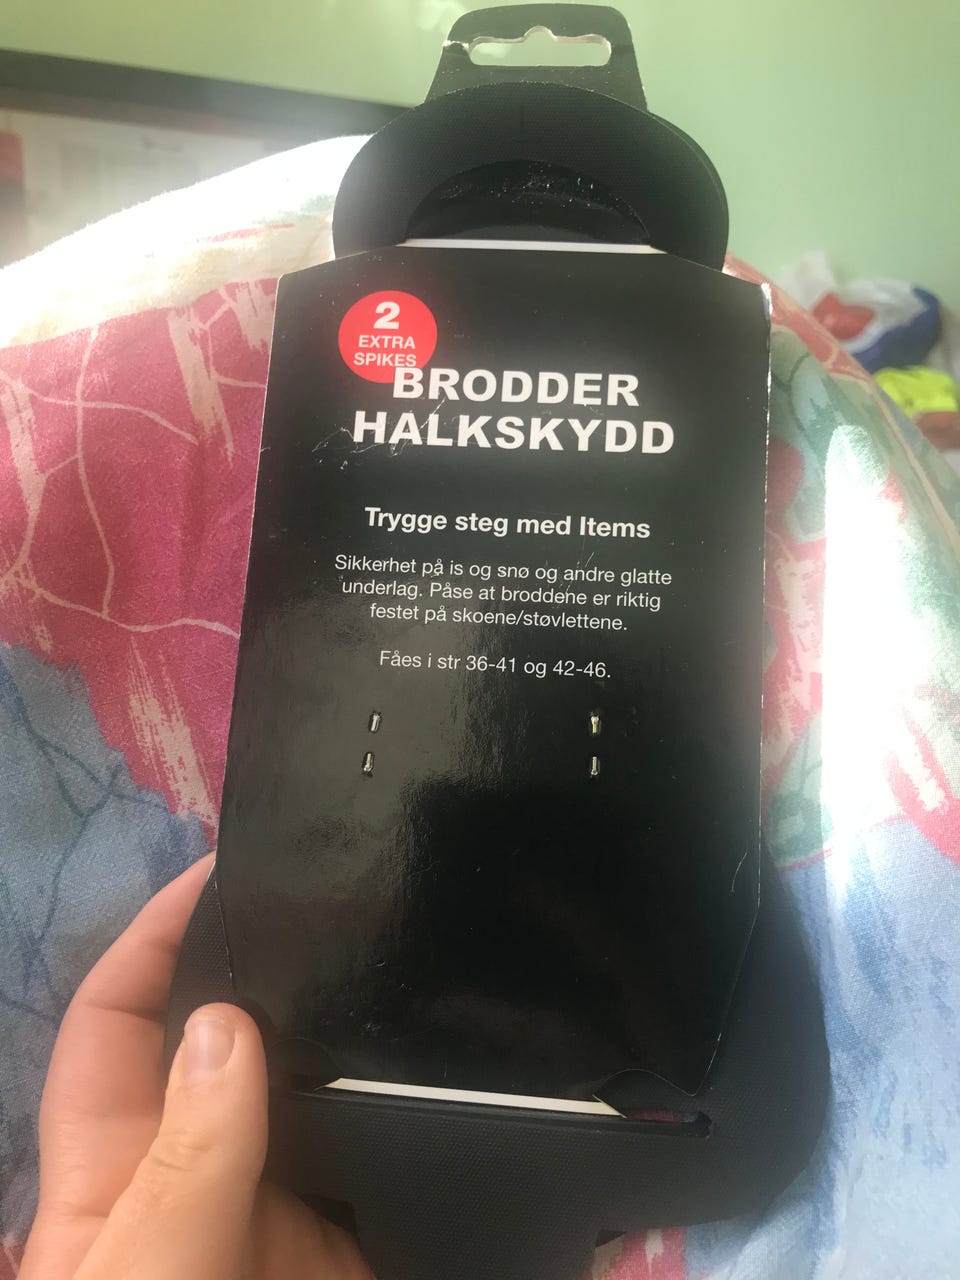 2
EXTRA
SPIKES
BRODDER
HALKSKYDD
Trygge steg med Items
Sikkerhet på is og snø og andre glatte
underlag. Påse at broddene er riktig
festet på skoene/støvlettene.
Fåes i str 36-41 og 42-46.